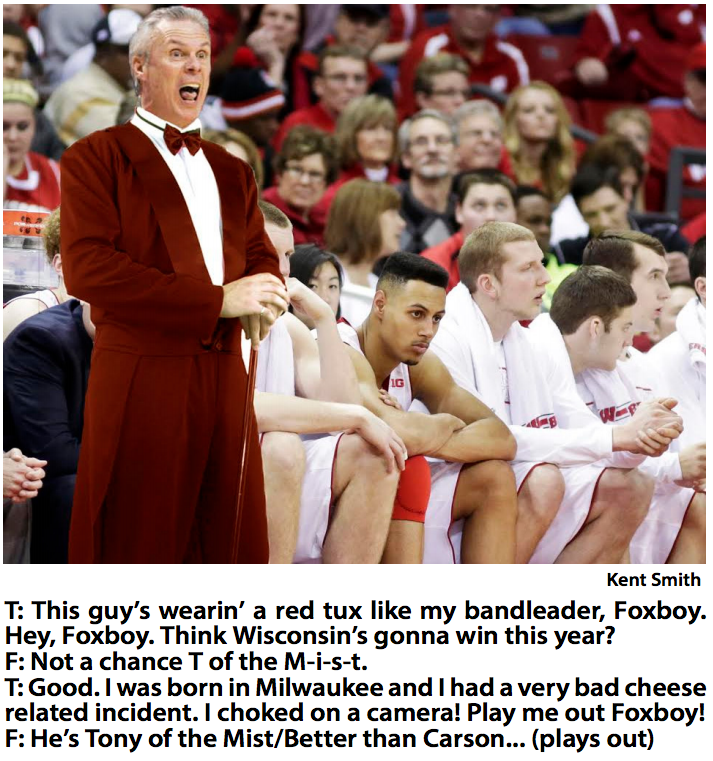 Kent Smith
T: This guy's wearin' a red tux like my bandleader, Foxboy.
Hey, Foxboy. Think Wisconsin's gonna win this year?
F: Not a chance T of the M-i-s-t.
T: Good. I was born in Milwaukee and I had a very bad cheese
related incident. I choked on a camera! Play me out Foxboy!
F: He's Tony of the Mist/Better than Carson... (plays out)